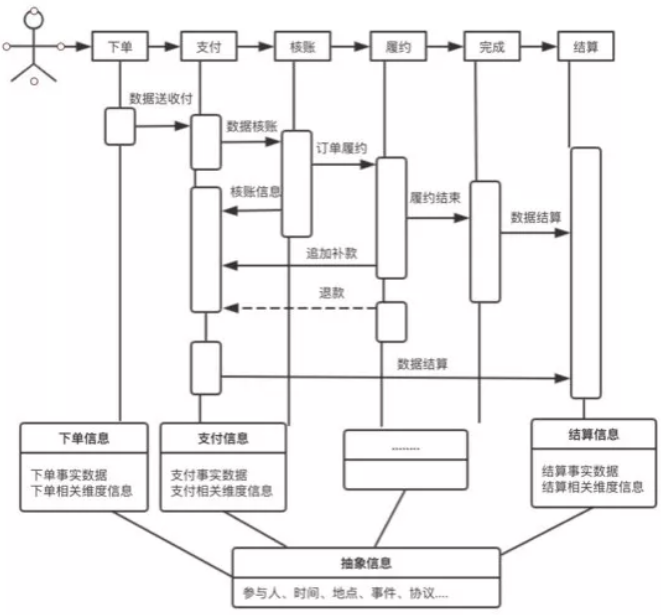 下单
支付
核账
履约
完成
结算
数据送收付
数据核账
订单履约
核账信息
履约结束
数据结算
追加补款
退款
数据结算
下单信息
下单事实数据
下单相关维度信息
支付信息
支付事实数据
支付相关维度信息
........
结算信息
结算事实数据
结算相关维度信息
抽象信息
参与人、时间、地点、事件、协议....